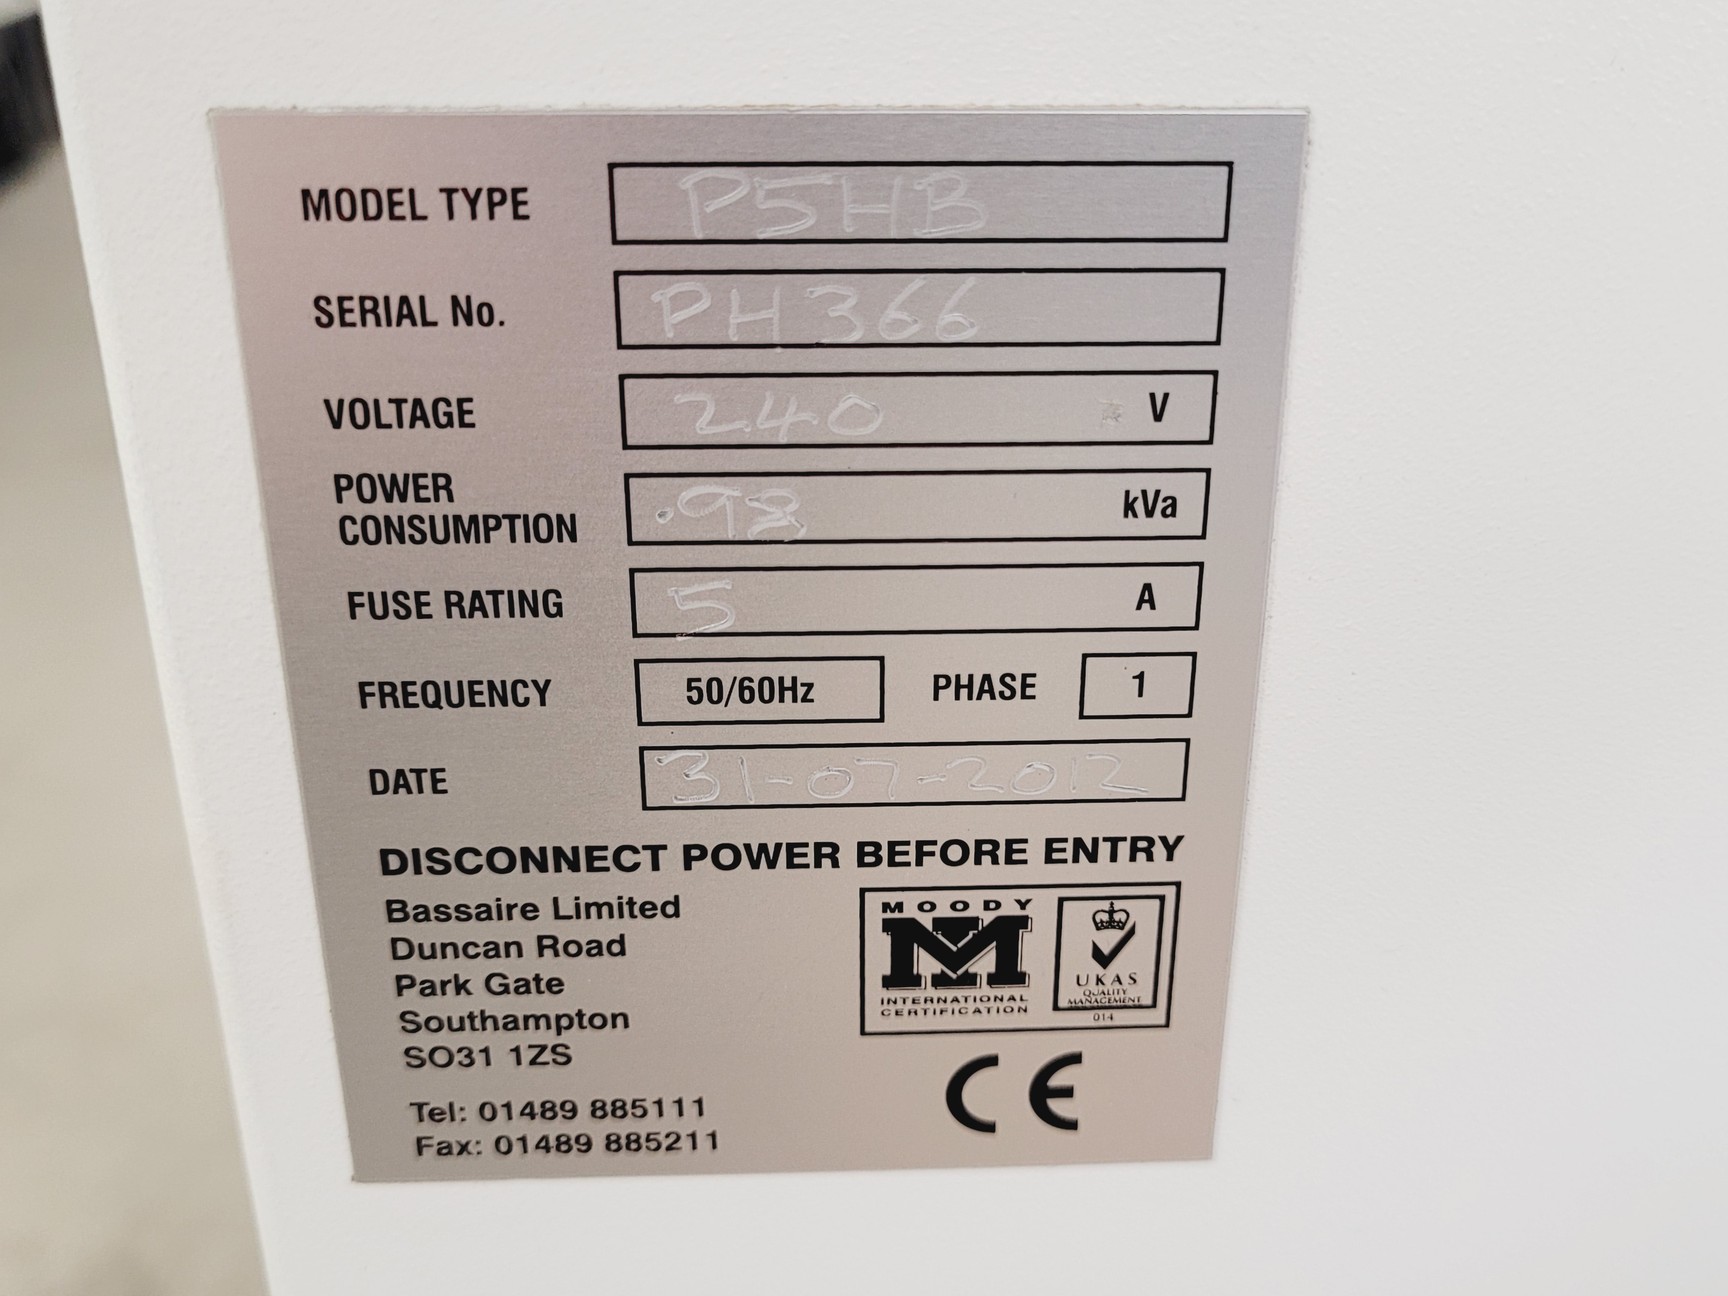 MODEL TYPE P5HB
SERIAL No. PH366
VOLTAGE 240 V
POWER
CONSUMPTION .98 kVa
FUSE RATING 5 A
FREQUENCY 50/60Hz PHASE 1
DATE 31-07-2012
DISCONNECT POWER BEFORE ENTRY
Bassaire Limited
Duncan Road
Park Gate
Southampton
SO31 1ZS
Tel: 01489 885111
Fax: 01489 885211
MOODY
M
INTERNATIONAL
CERTIFICATION
UKAS
QUALITY
MANAGEMENT
014
CE